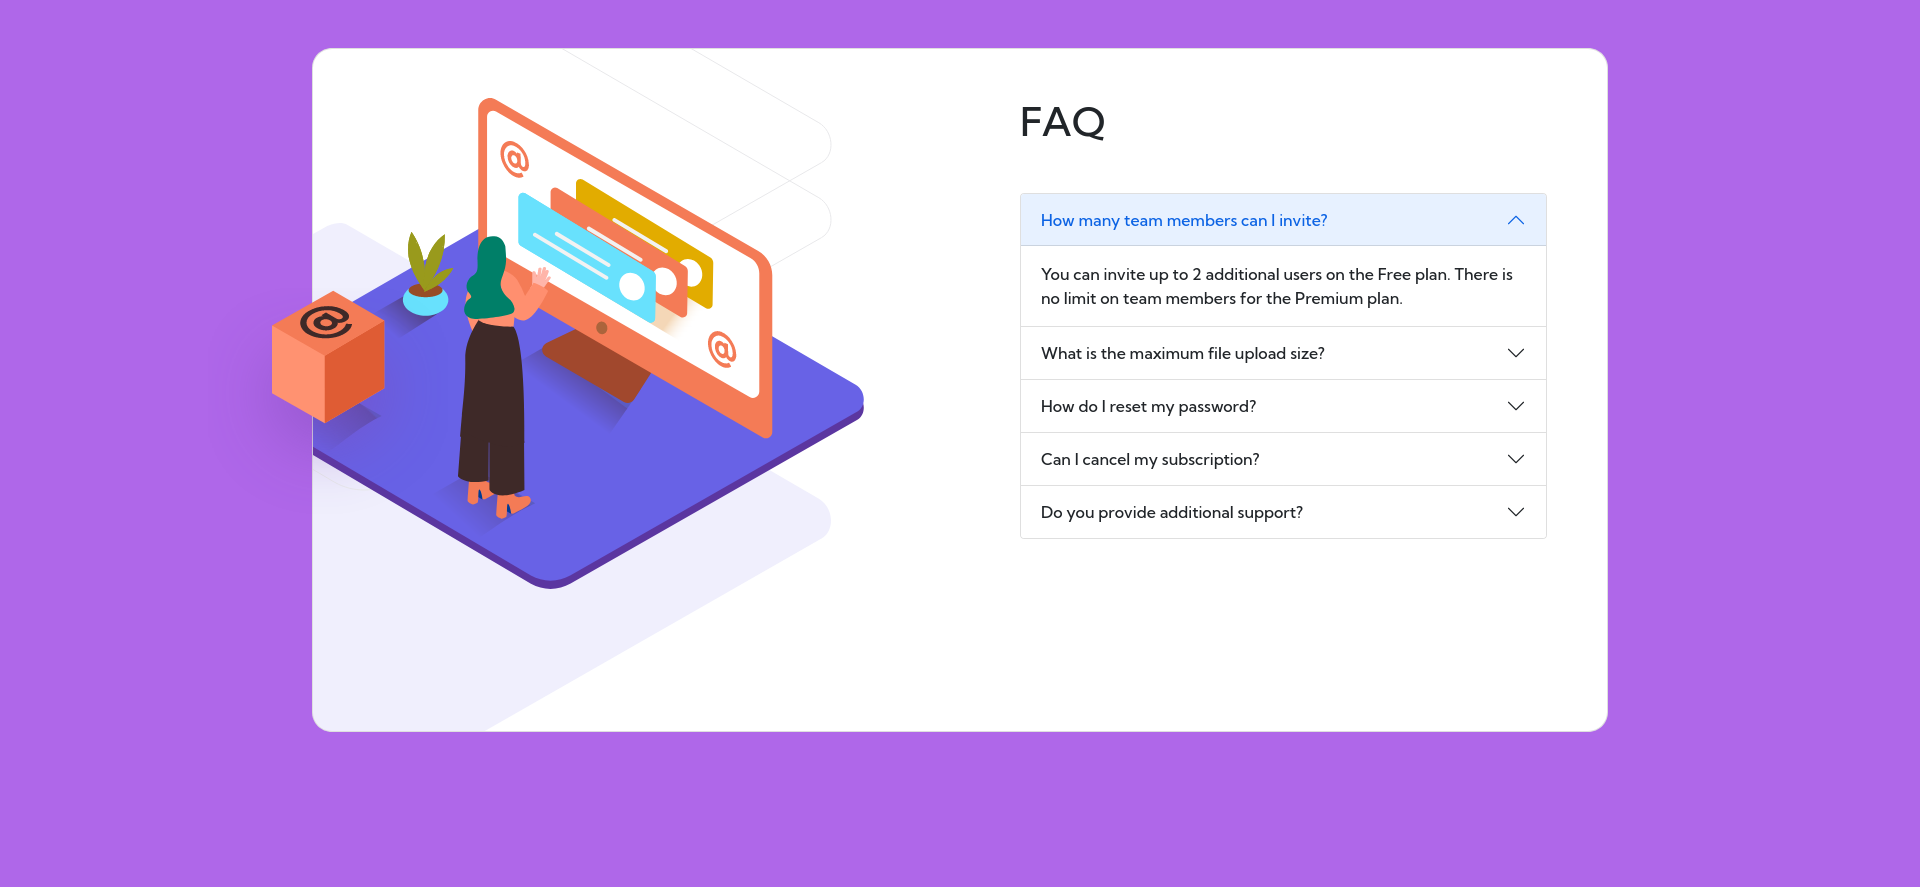 FAQ
How many team members can I invite?
You can invite up to 2 additional users on the Free plan. There is
no limit on team members for the Premium plan.
What is the maximum file upload size?
How do I reset my password?
Can I cancel my subscription?
Do you provide additional support?
@
@
@